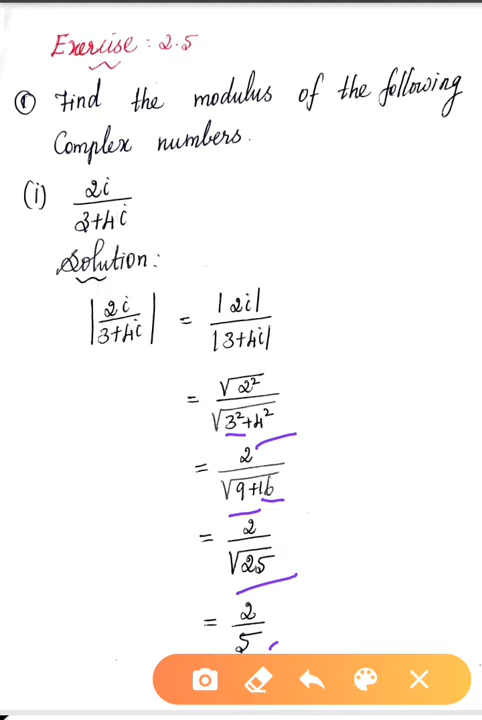 Exercise : 2.5
① Find the modulus of the following
Complex numbers.
(i) 2i / 3+4i
Solution:
|2i / 3+4i| = |2i| / |3+4i|
= √2² / √3²+4²
= 2 / √9+16
= 2 / √25
= 2 / 5